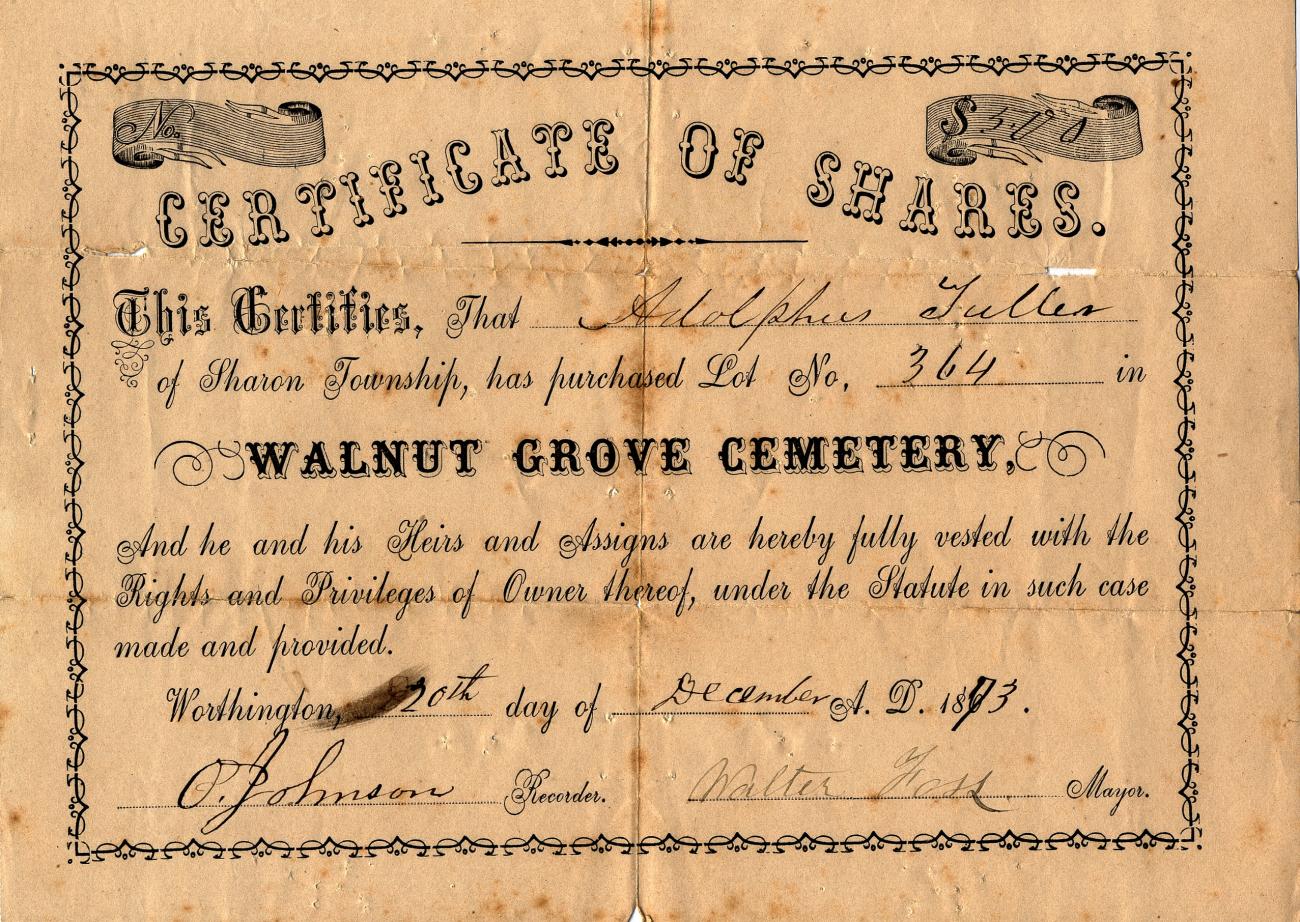 No. $ 5.00
CERTIFICATE OF SHARES.
This Certifies, That Adolphus Fuller
of Sharon Township, has purchased Lot No, 364 in
WALNUT GROVE CEMETERY,
And he and his Heirs and Assigns are hereby fully vested with the
Rights and Privileges of Owner thereof, under the Statute in such case
made and provided.
Worthington, 20th day of December A. D. 1873.
O. Johnson Recorder. Walter Foss Mayor.